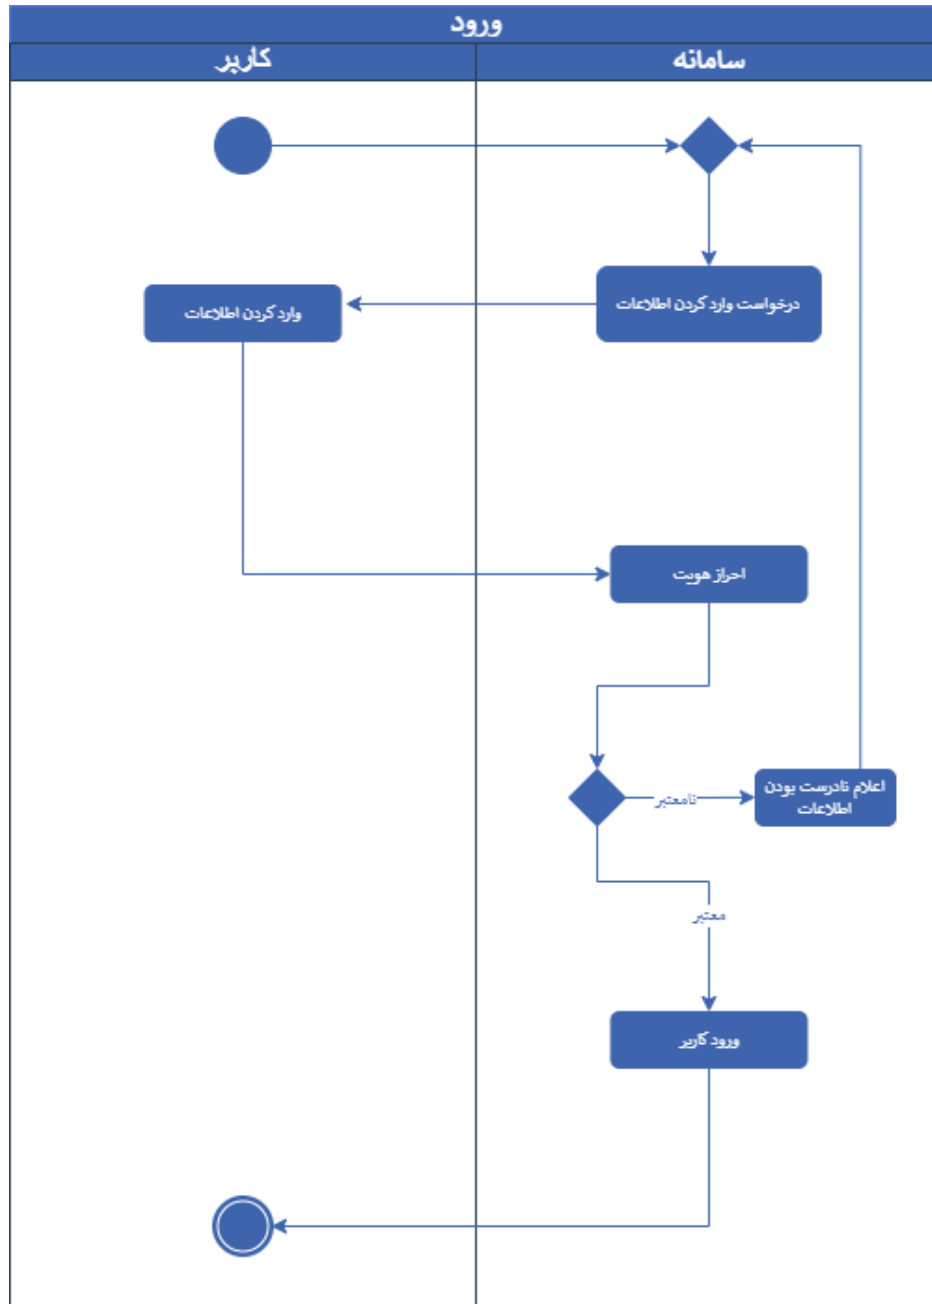 ورود
کاربر
سامانه
درخواست وارد کردن اطلاعات
وارد کردن اطلاعات
احراز هویت
نامعتبر
اعلام نادرست بودن
اطلاعات
معتبر
ورود کاربر